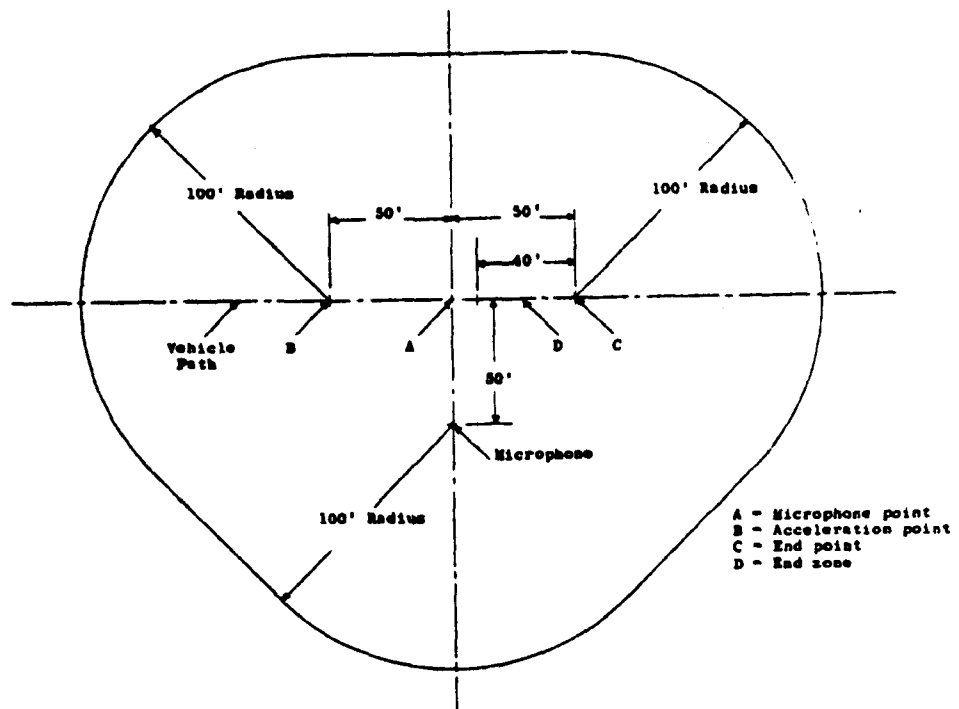 100' Radius
100' Radius
50'
50'
40'
Vehicle
Path
B
A
D
C
50'
Microphone
100' Radius
A - Microphone point
B - Acceleration point
C - End point
D - End zone